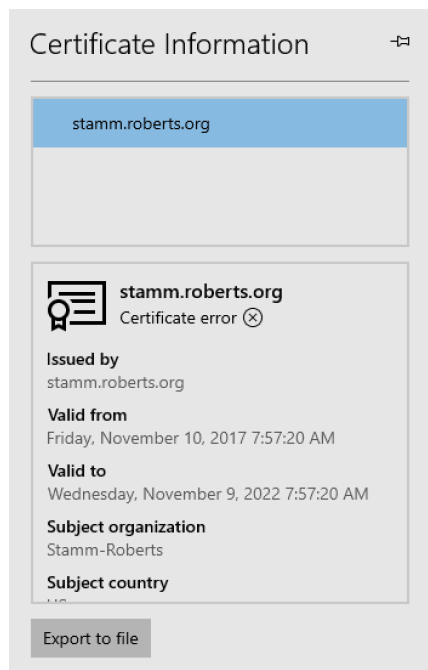 Certificate Information
stamm.roberts.org
stamm.roberts.org
Certificate error
Issued by
stamm.roberts.org
Valid from
Friday, November 10, 2017 7:57:20 AM
Valid to
Wednesday, November 9, 2022 7:57:20 AM
Subject organization
Stamm-Roberts
Subject country
Export to file